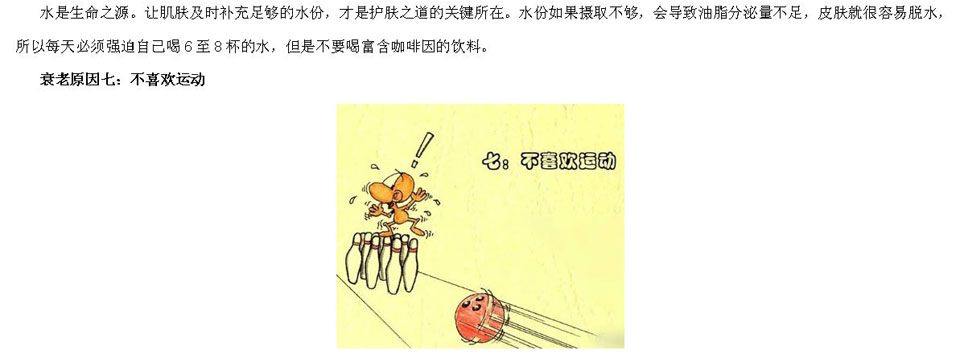 水是生命之源。让肌肤及时补充足够的水份，才是护肤之道的关键所在。水份如果摄取不够，会导致油脂分泌量不足，皮肤就很容易脱水，
所以每天必须强迫自己喝6至8杯的水，但是不要喝富含咖啡因的饮料。
衰老原因七：不喜欢运动
七：不喜欢运动